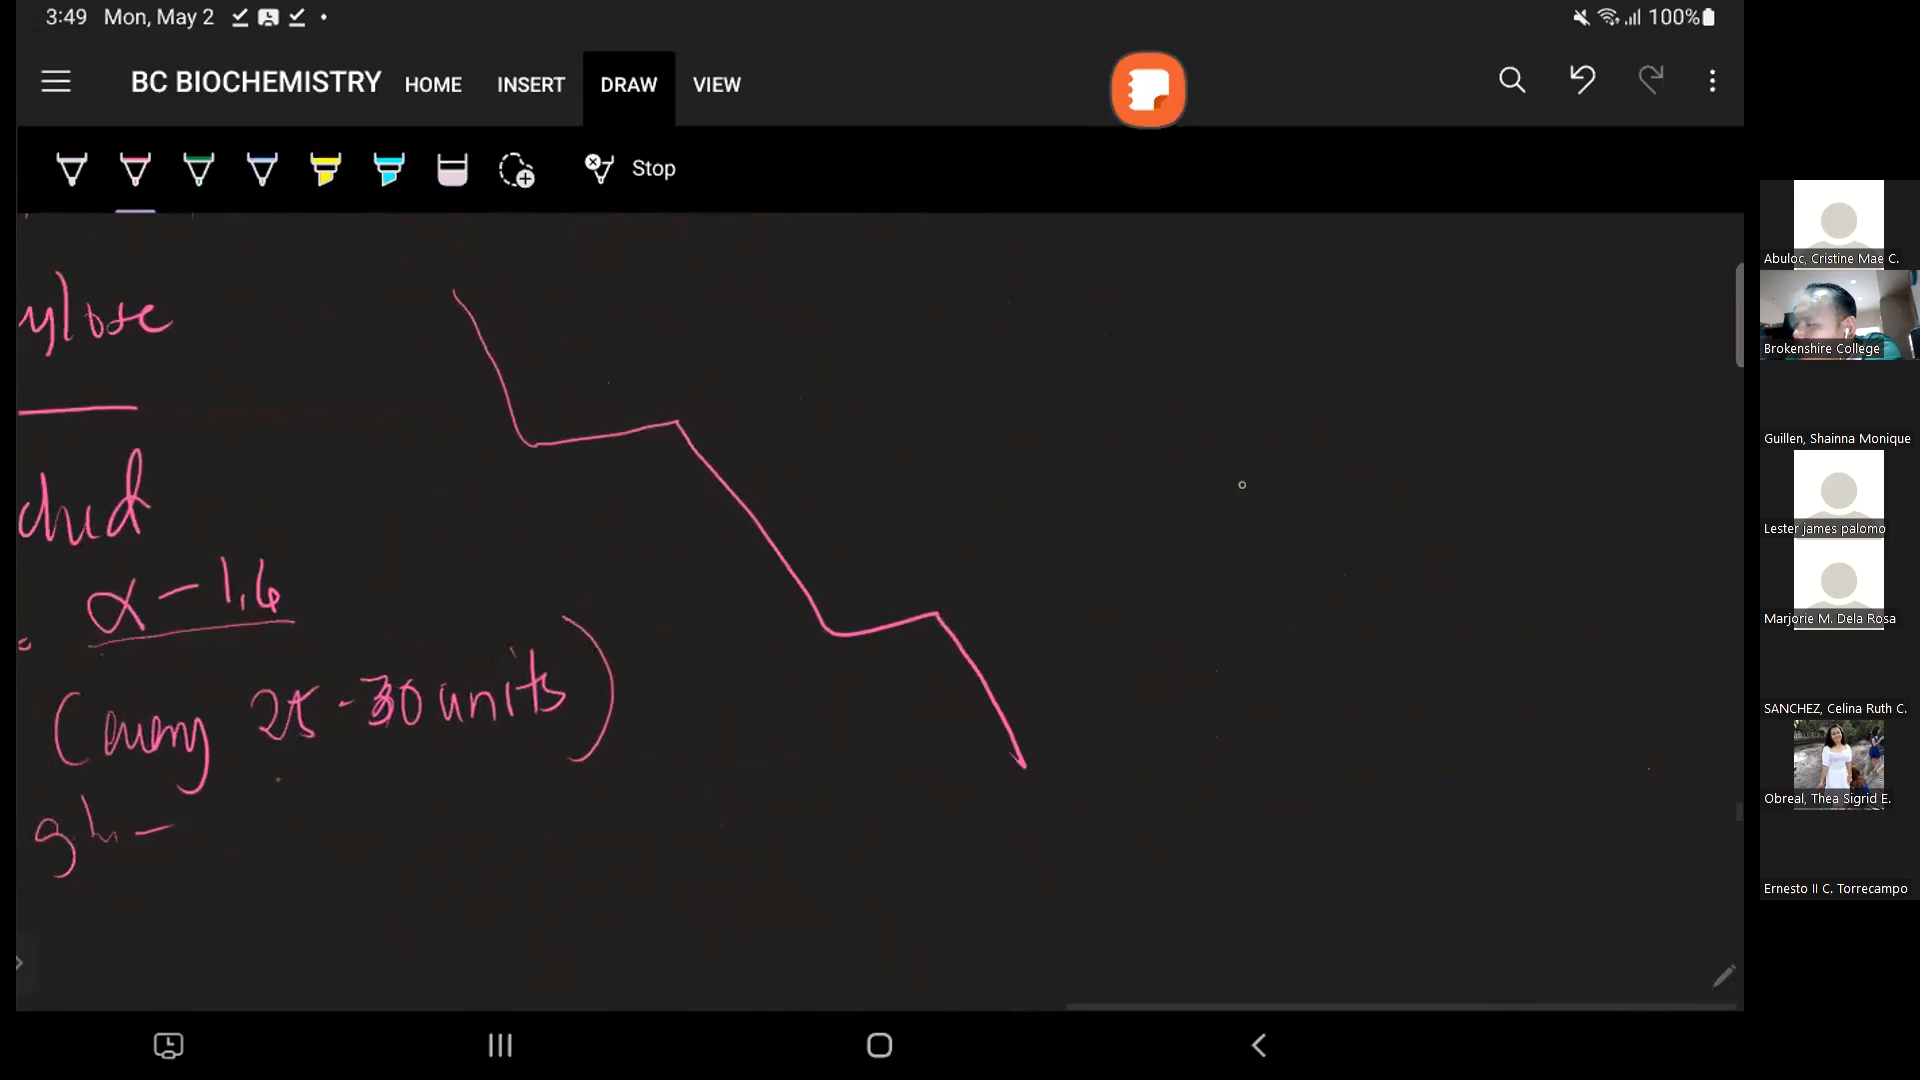 3:49 Mon, May 2
100%
BC BIOCHEMISTRY HOME INSERT DRAW VIEW
Stop
ylose
ched
α - 1,6
(every 25-30 units)
Abuloc, Cristine Mae C.
Brokenshire College
Guillen, Shainna Monique
Lester james palomo
Marjorie M. Dela Rosa
SANCHEZ, Celina Ruth C.
Obreal, Thea Sigrid E.
Ernesto II C. Torrecampo